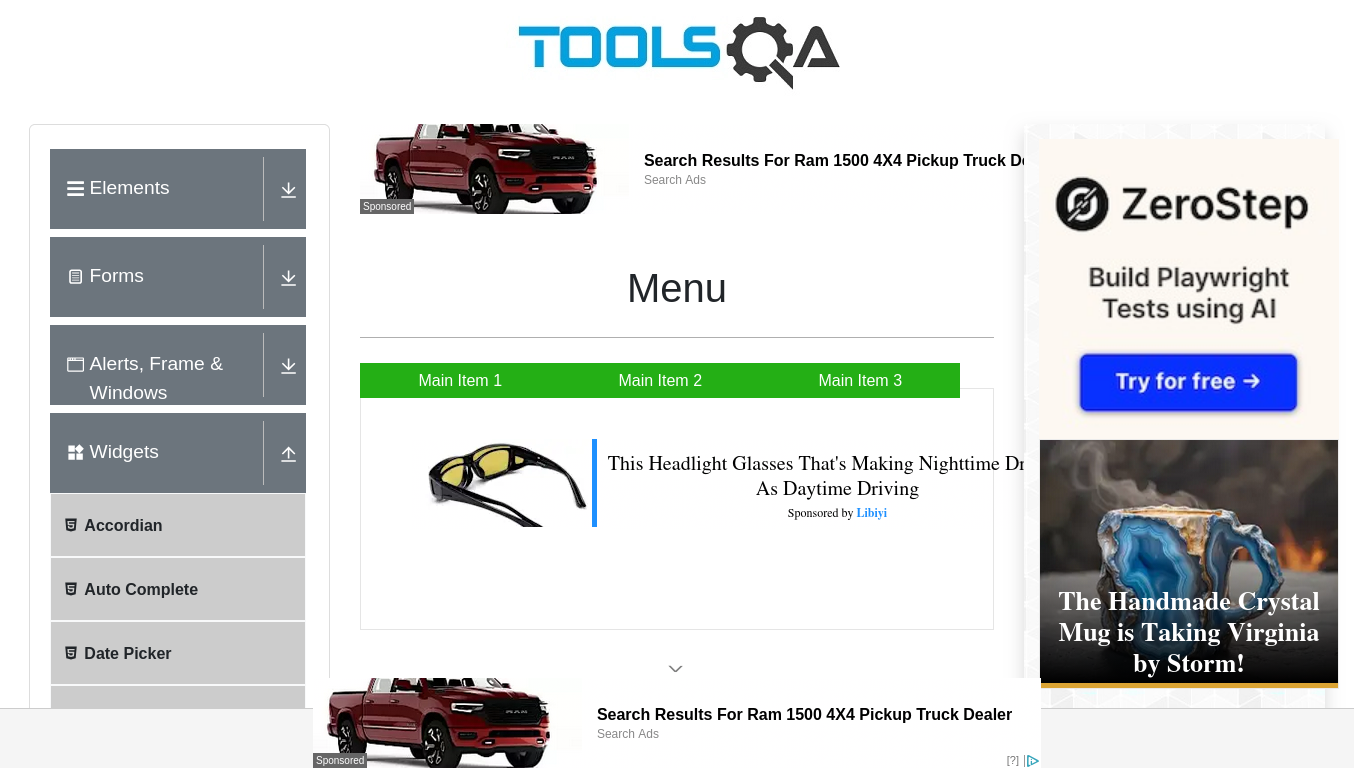 TOOLSQA
Elements
Forms
Alerts, Frame &
Windows
Widgets
Accordian
Auto Complete
Date Picker
RAM
Sponsored
Search Results For Ram 1500 4X4 Pickup Truck De
Search Ads
Menu
Main Item 1
Main Item 2
Main Item 3
This Headlight Glasses That's Making Nighttime Dr
As Daytime Driving
Sponsored by Libiyi
ZeroStep
Build Playwright
Tests using AI
Try for free →
The Handmade Crystal
Mug is Taking Virginia
by Storm!
RAM
Sponsored
Search Results For Ram 1500 4X4 Pickup Truck Dealer
Search Ads
[?]